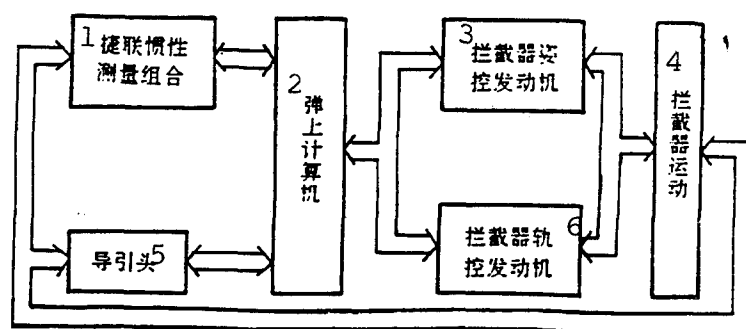 1 捷联惯性
测量组合
2 弹上计算机
3 拦截器姿
控发动机
4 拦截器运动
导引头 5
拦截器轨 6
控发动机